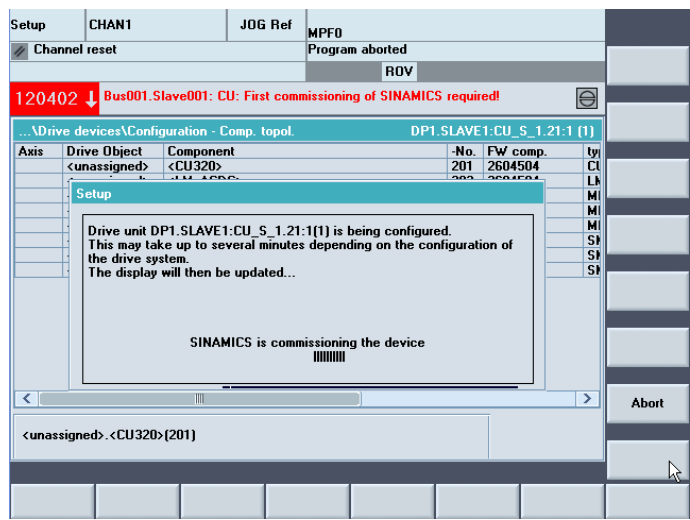 Setup CHAN1 JOG Ref MPF0
Channel reset Program aborted
ROV
120402 Bus001.Slave001: CU: First commissioning of SINAMICS required!
...\Drive devices\Configuration - Comp. topol. DP1.SLAVE1:CU_S_1.21:1 (1)
Axis Drive Object Component -No. FW comp.
<unassigned> <CU320> 201 2604504
Setup
Drive unit DP1.SLAVE1:CU_S_1.21:1(1) is being configured.
This may take up to several minutes depending on the configuration of
the drive system.
The display will then be updated...
SINAMICS is commissioning the device
Abort
<unassigned>.<CU320>(201)